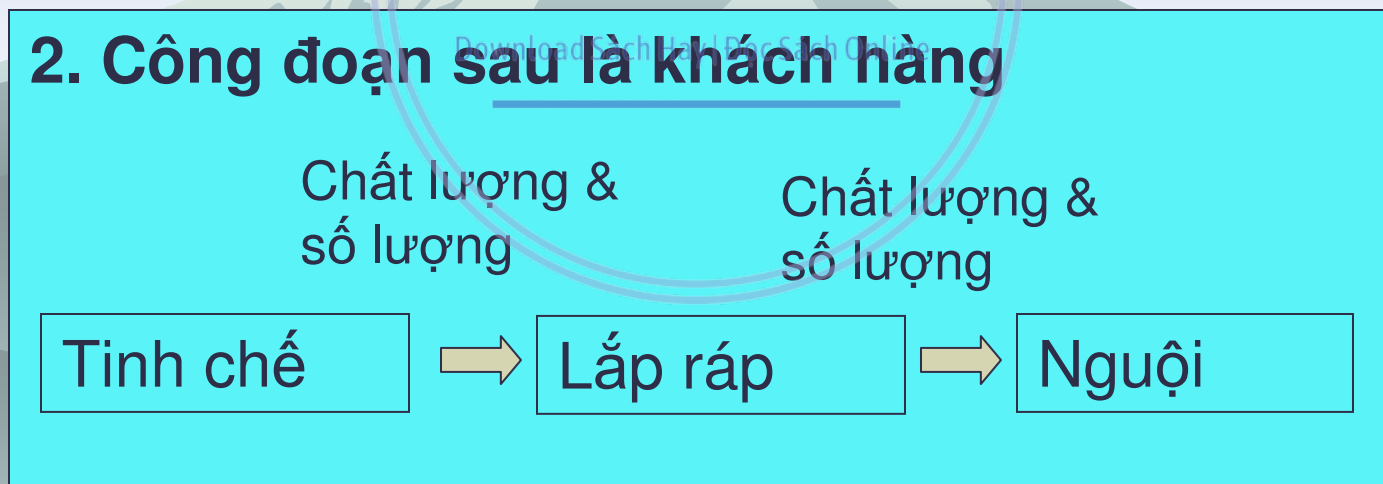 2. Công đoạn sau là khách hàng
Download Sách Hay | Đọc Sách Online
Chất lượng &
số lượng
Chất lượng &
số lượng
Tinh chế
Lắp ráp
Nguội